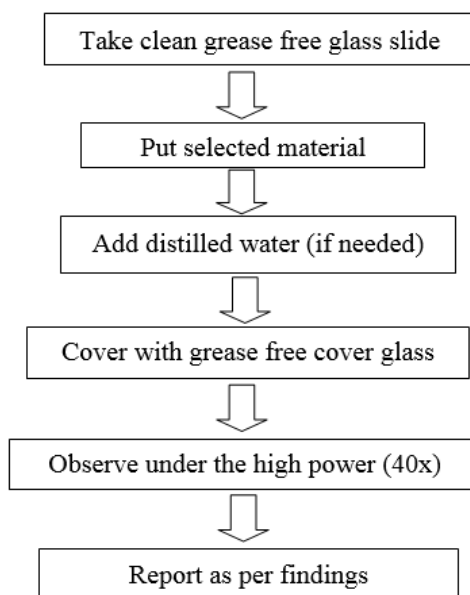 Take clean grease free glass slide
Put selected material
Add distilled water (if needed)
Cover with grease free cover glass
Observe under the high power (40x)
Report as per findings